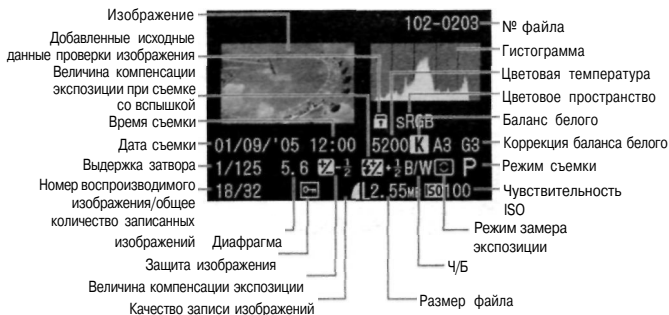 Изображение
Добавленные исходные
данные проверки изображения
Величина компенсации
экспозиции при съемке
со вспышкой
Время съемки
Дата съемки
Выдержка затвора
Номер воспроизводимого
изображения/общее
количество записанных
изображений
Диафрагма
Защита изображения
Величина компенсации экспозиции
Качество записи изображений
102-0203
sRGB
01/09/'05 12:00 5200 K A3 G3
1/125 5.6 -½ +½ B/W P
18/32 L 2.55MB ISO 100
№ файла
Гистограмма
Цветовая температура
Цветовое пространство
Баланс белого
Коррекция баланса белого
Режим съемки
Чувствительность
ISO
Режим замера
экспозиции
Ч/Б
Размер файла